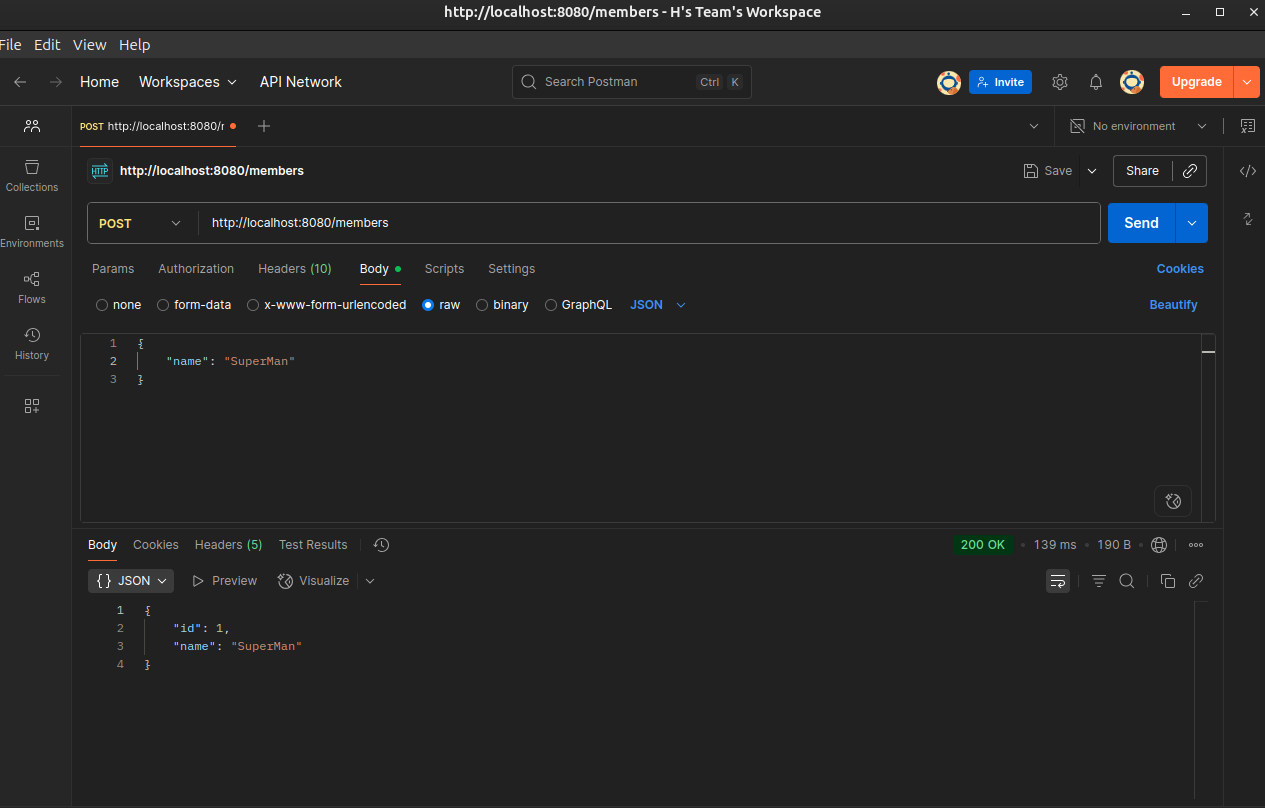 http://localhost:8080/members - H's Team's Workspace
File Edit View Help
Home Workspaces API Network Search Postman Ctrl K Invite Upgrade
POST http://localhost:8080/r No environment
HTTP http://localhost:8080/members Save Share
Collections
POST http://localhost:8080/members Send
Environments
Params Authorization Headers (10) Body Scripts Settings Cookies
Flows
none form-data x-www-form-urlencoded raw binary GraphQL JSON Beautify
History
1 {
2 "name": "SuperMan"
3 }
Body Cookies Headers (5) Test Results 200 OK • 139 ms • 190 B •
{} JSON Preview Visualize
1 {
2 "id": 1,
3 "name": "SuperMan"
4 }